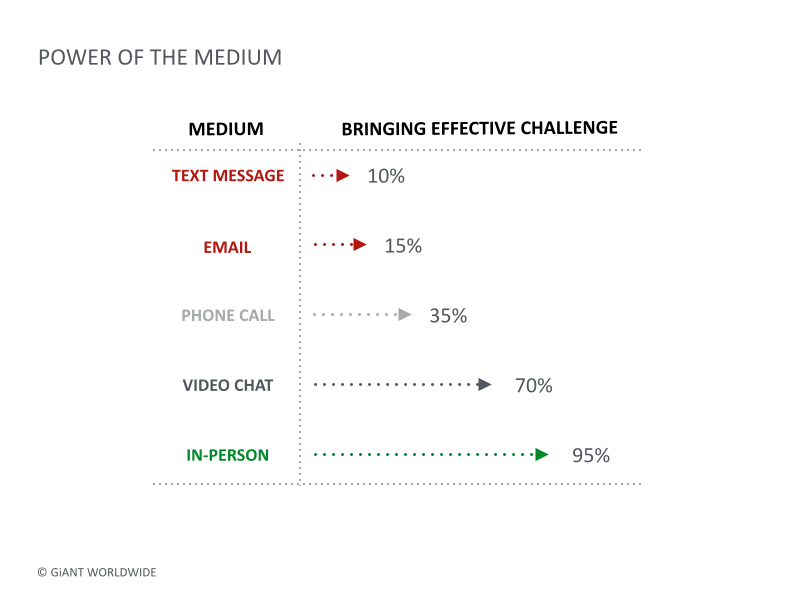 POWER OF THE MEDIUM
MEDIUM BRINGING EFFECTIVE CHALLENGE
TEXT MESSAGE 10%
EMAIL 15%
PHONE CALL 35%
VIDEO CHAT 70%
IN-PERSON 95%
© GiANT WORLDWIDE